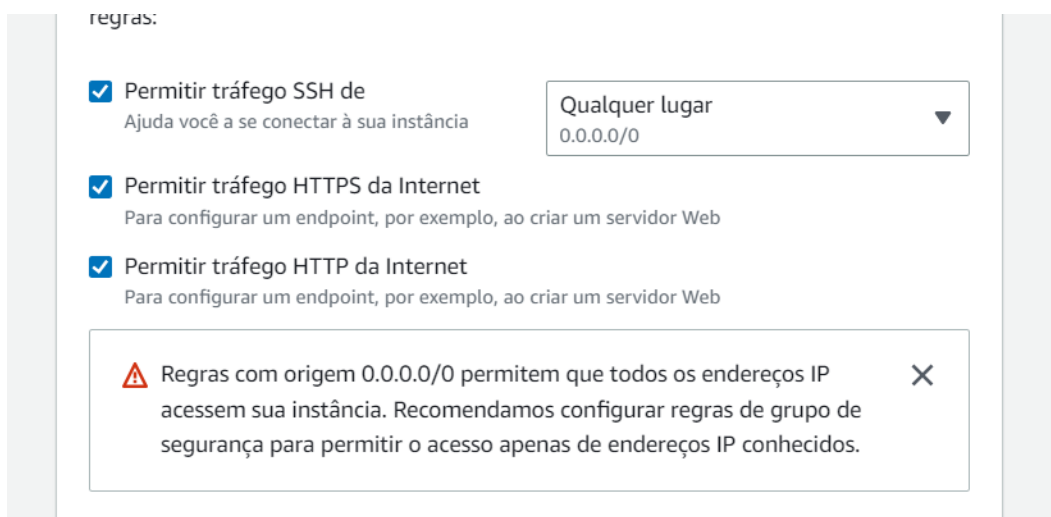 regras:
Permitir tráfego SSH de
Ajuda você a se conectar à sua instância
Qualquer lugar
0.0.0.0/0
Permitir tráfego HTTPS da Internet
Para configurar um endpoint, por exemplo, ao criar um servidor Web
Permitir tráfego HTTP da Internet
Para configurar um endpoint, por exemplo, ao criar um servidor Web
Regras com origem 0.0.0.0/0 permitem que todos os endereços IP
acessem sua instância. Recomendamos configurar regras de grupo de
segurança para permitir o acesso apenas de endereços IP conhecidos.